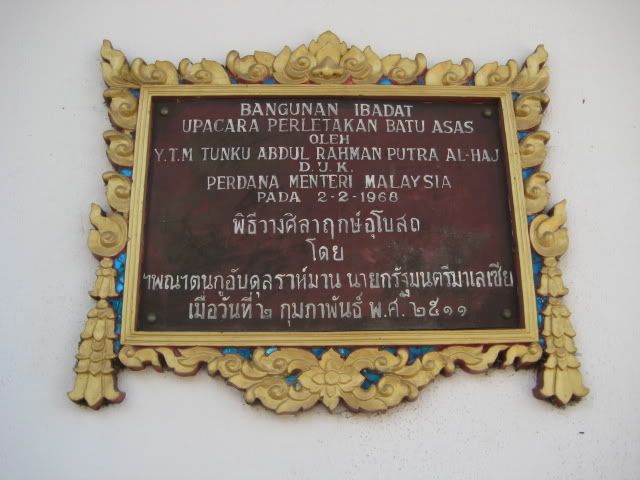 BANGUNAN IBADAT
UPACARA PERLETAKAN BATU ASAS
OLEH
Y.T.M TUNKU ABDUL RAHMAN PUTRA AL-HAJ
D.U.K.
PERDANA MENTERI MALAYSIA
PADA 2-2-1968
พิธีวางศิลาฤกษ์อุโบสถ
โดย
ฯพณฯตนกูอับดุลราห์มาน นายกรัฐมนตรีมาเลเซีย
เมื่อวันที่ ๒ กุมภาพันธ์ พ.ศ. ๒๕๑๑